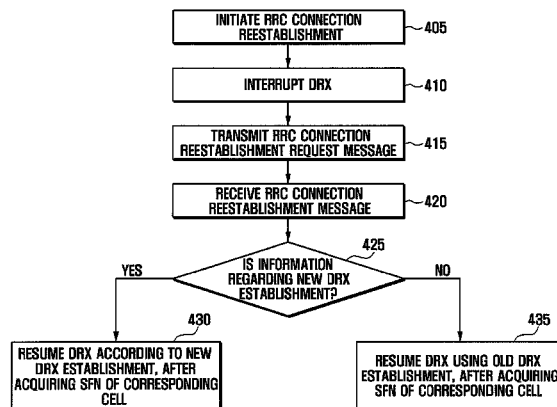 INITIATE RRC CONNECTION
REESTABLISHMENT
405
INTERRUPT DRX
410
TRANSMIT RRC CONNECTION
REESTABLISHMENT REQUEST MESSAGE
415
RECEIVE RRC CONNECTION
REESTABLISHMENT MESSAGE
420
425
IS INFORMATION
REGARDING NEW DRX
ESTABLISHMENT?
YES
NO
430
RESUME DRX ACCORDING TO NEW
DRX ESTABLISHMENT, AFTER
ACQUIRING SFN OF CORRESPONDING
CELL
435
RESUME DRX USING OLD DRX
ESTABLISHMENT, AFTER ACQUIRING
SFN OF CORRESPONDING CELL